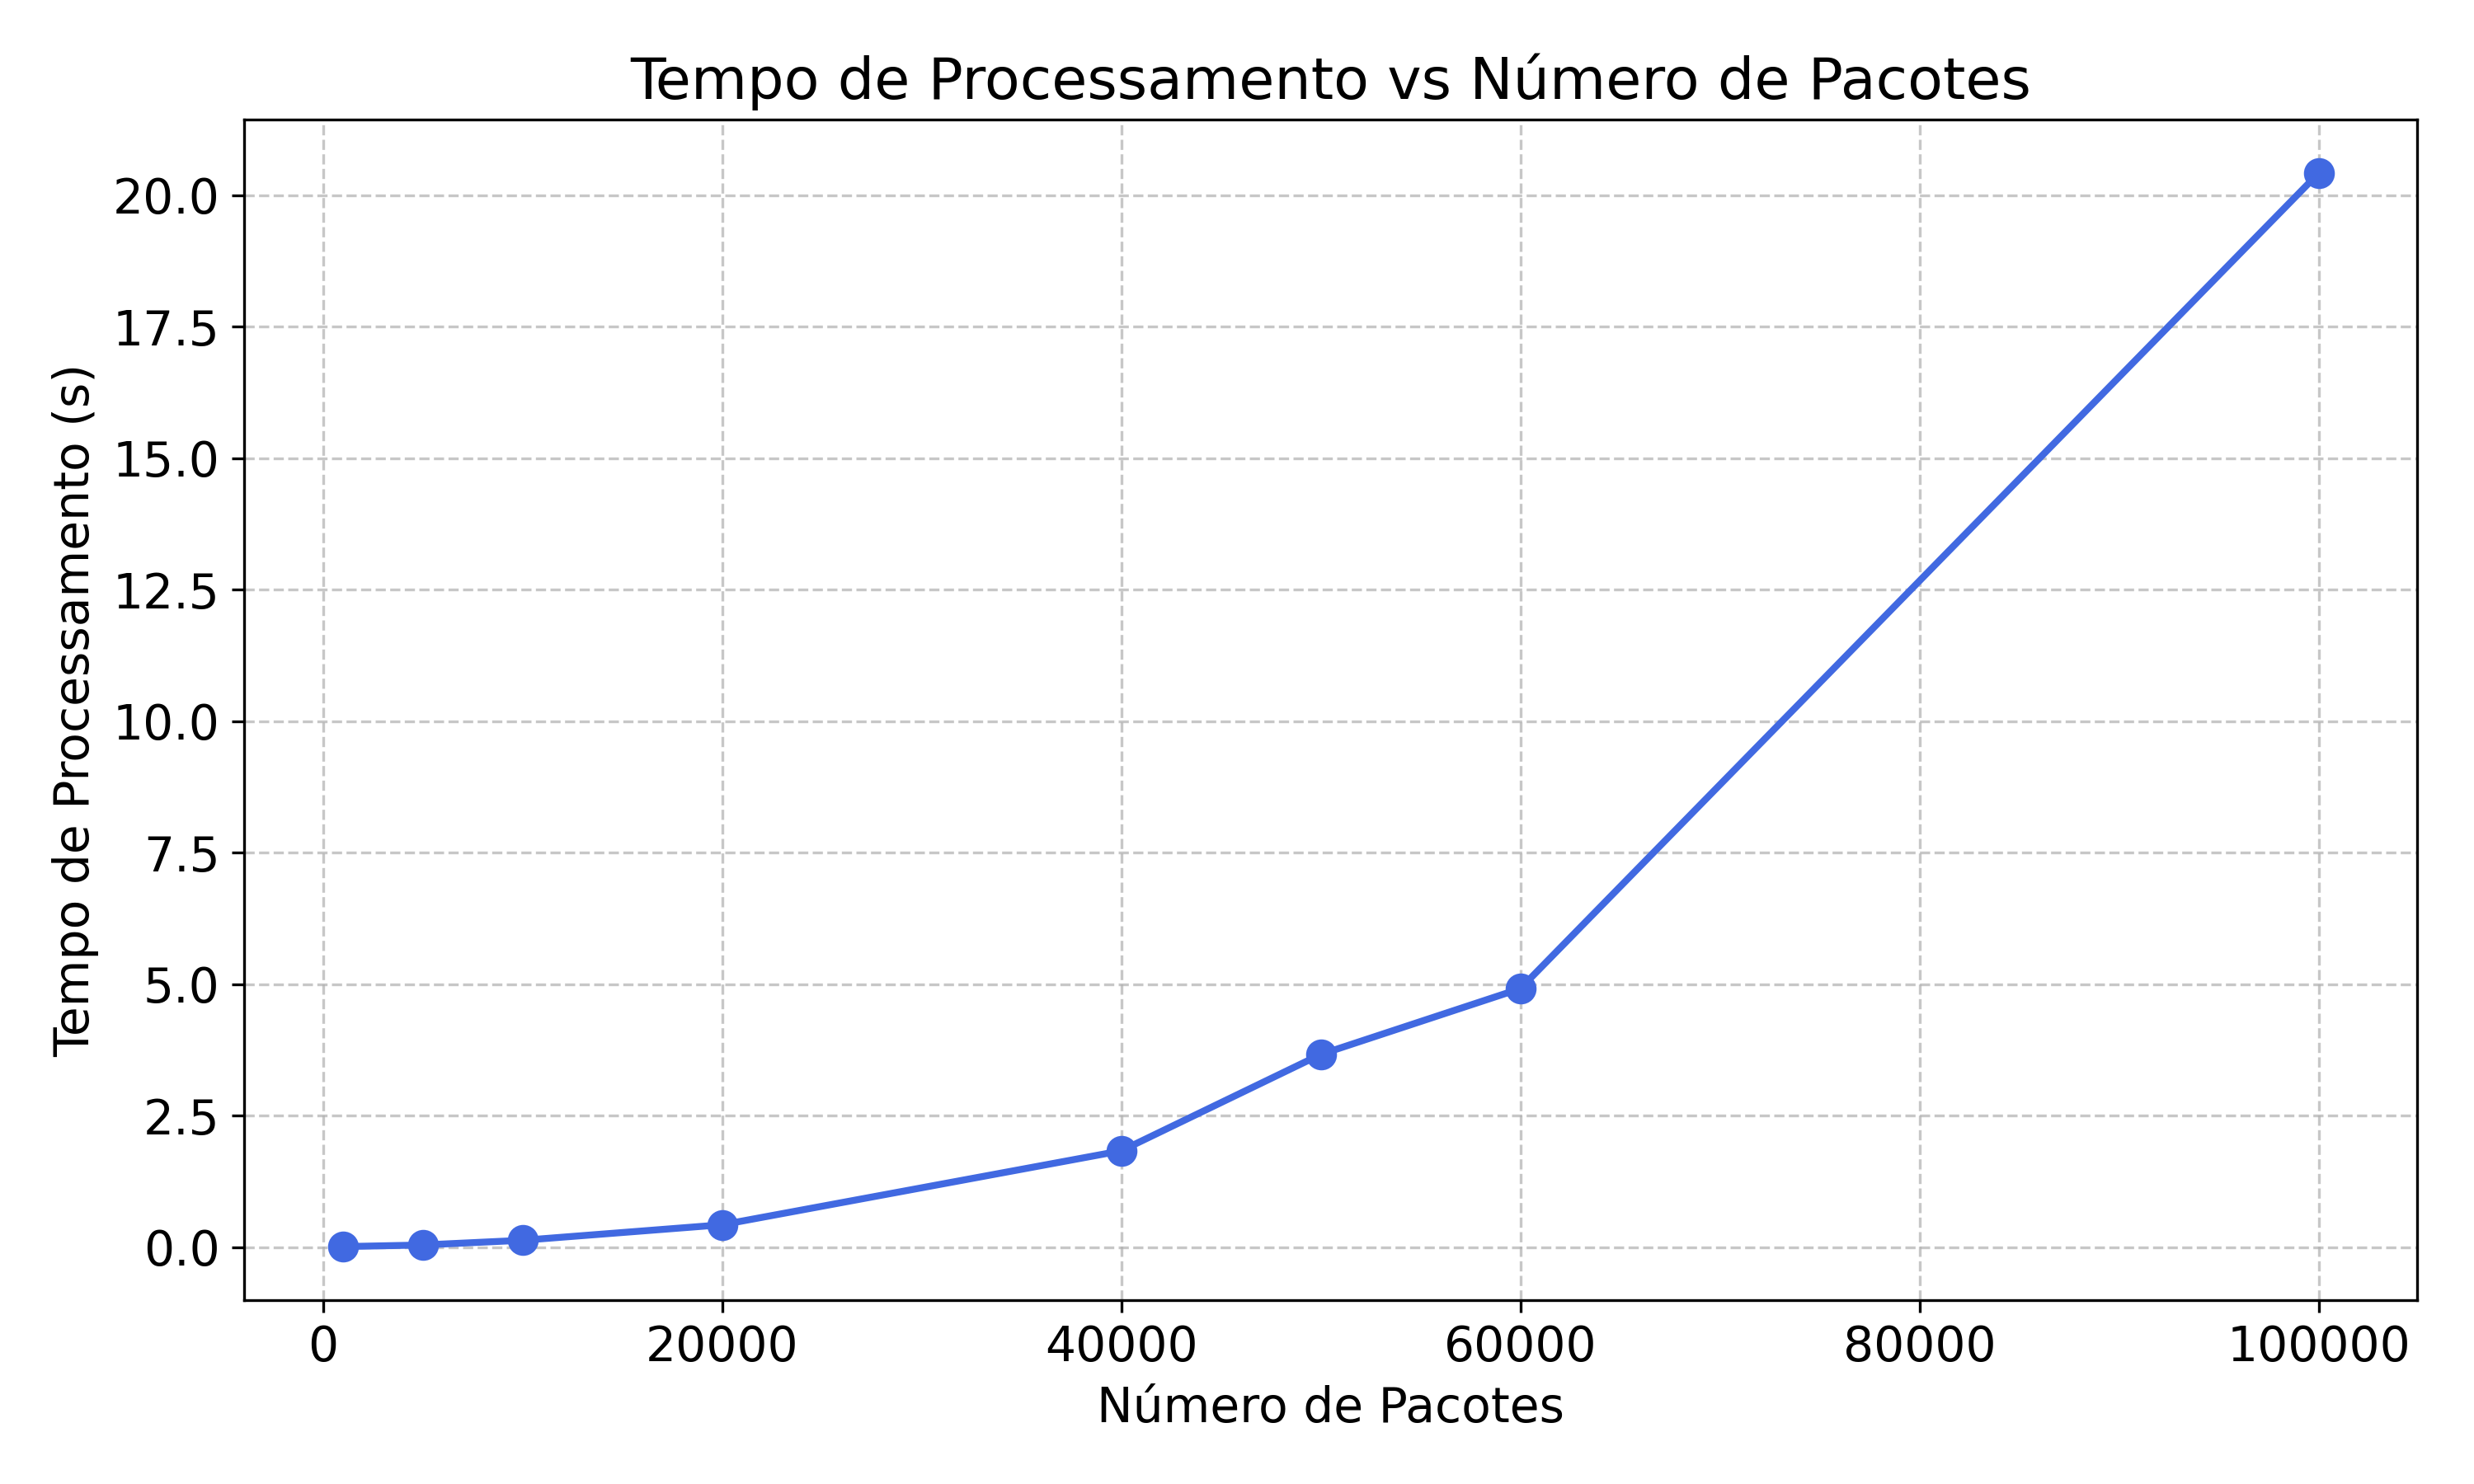 Tempo de Processamento vs Número de Pacotes
Tempo de Processamento (s)
20.0
17.5
15.0
12.5
10.0
7.5
5.0
2.5
0.0
0 20000 40000 60000 80000 100000
Número de Pacotes